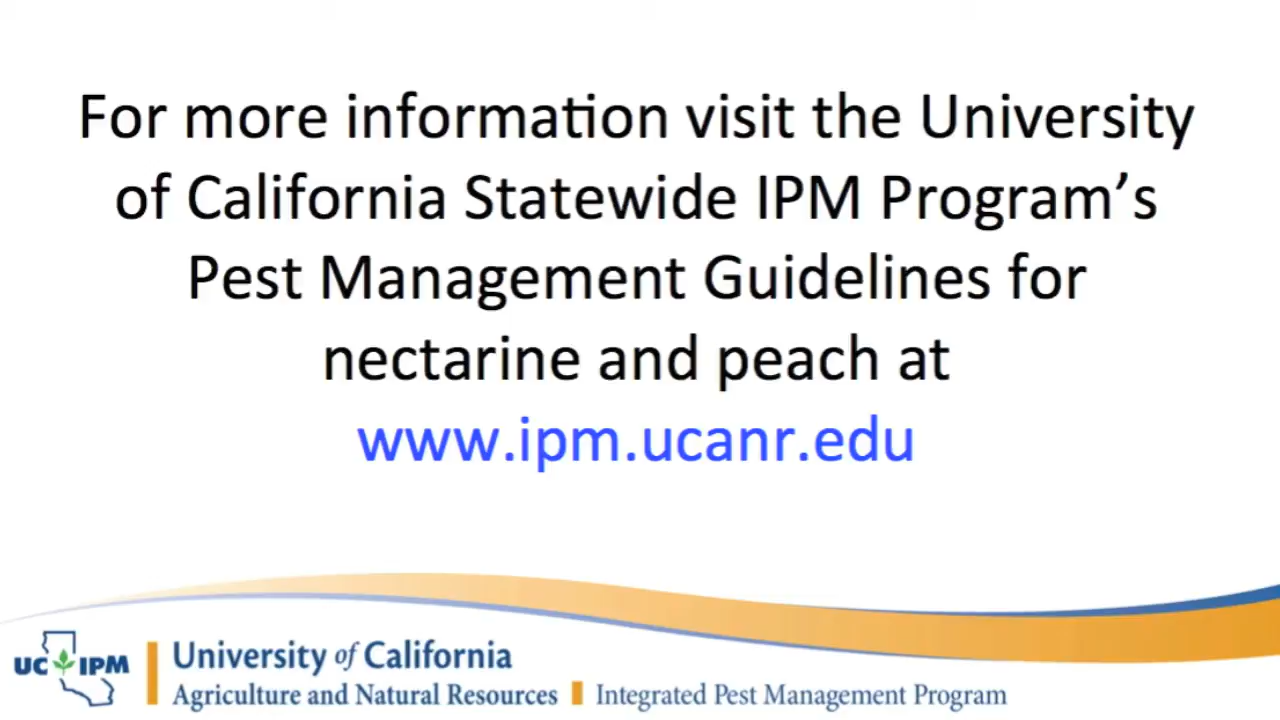 For more information visit the University
of California Statewide IPM Program’s
Pest Management Guidelines for
nectarine and peach at
www.ipm.ucanr.edu
UC IPM
University of California
Agriculture and Natural Resources
Integrated Pest Management Program